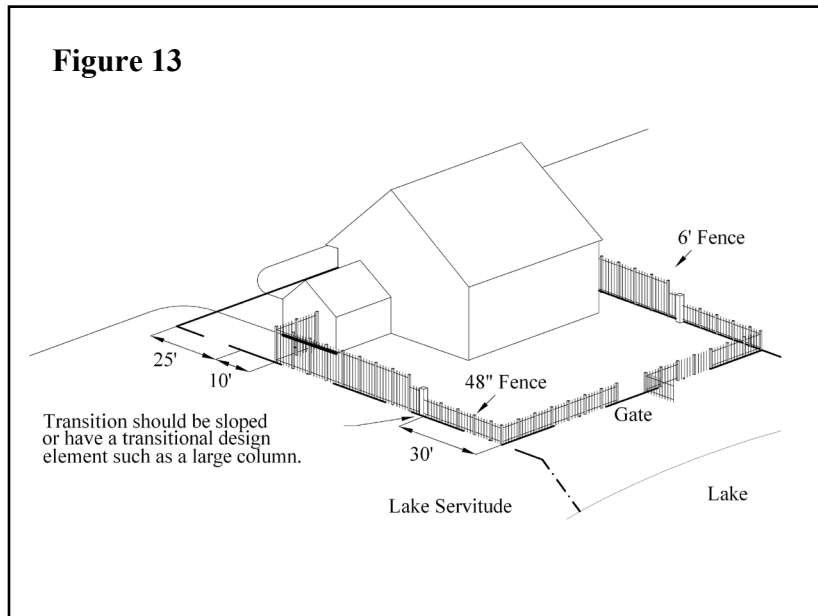 Figure 13
6' Fence
25'
10'
48" Fence
Gate
Transition should be sloped
or have a transitional design
element such as a large column.
30'
Lake Servitude
Lake